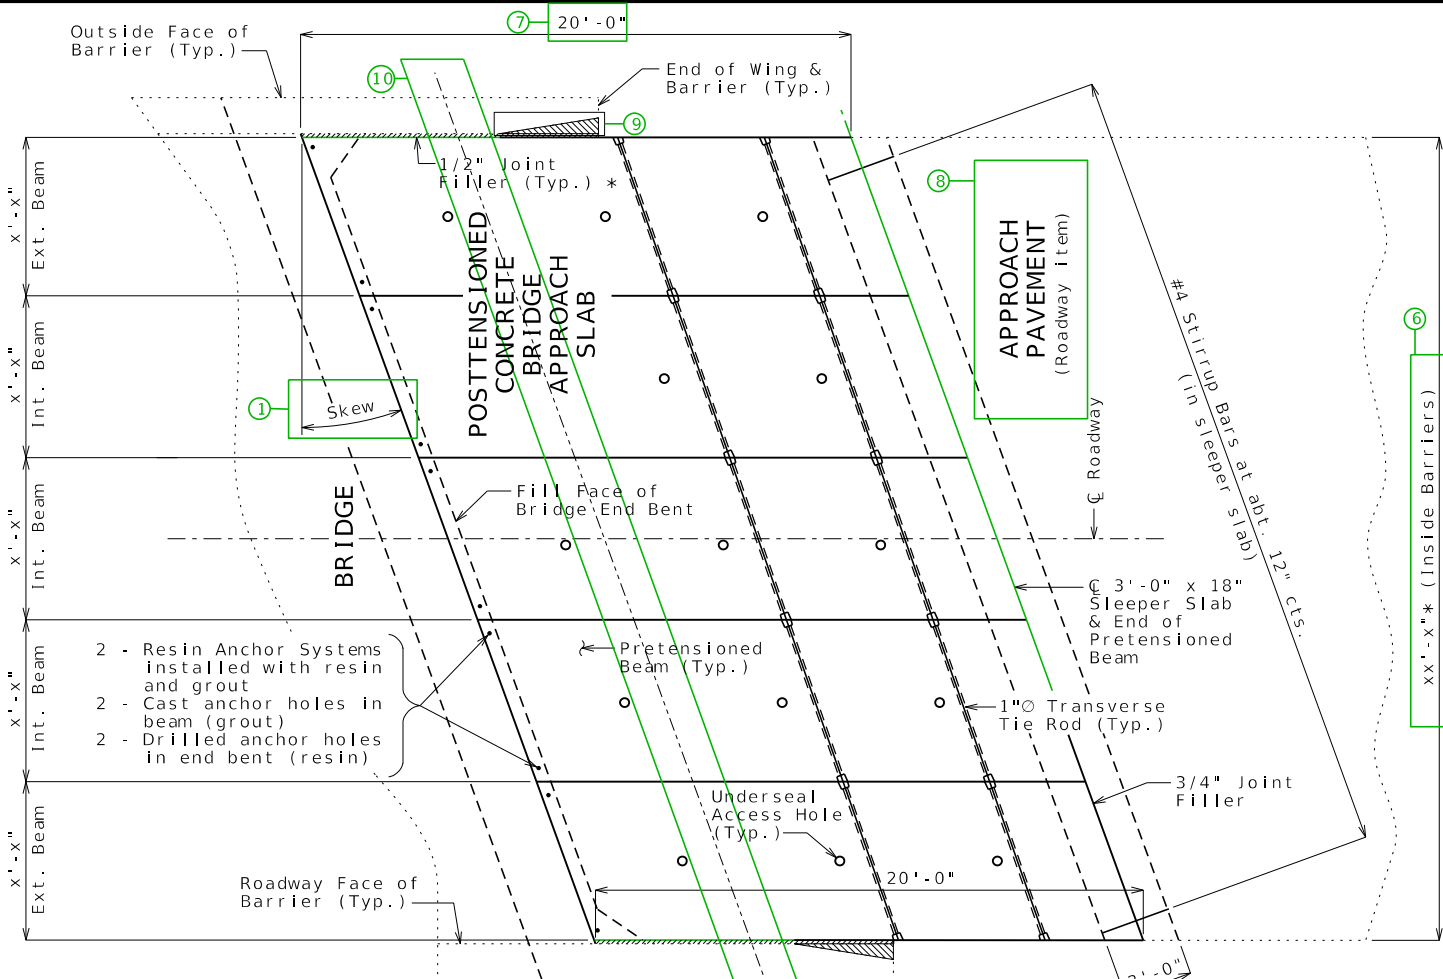 7
20'-0"
Outside Face of
Barrier (Typ.)
10
End of Wing &
Barrier (Typ.)
9
1/2" Joint
Filler (Typ.) *
8
APPROACH
PAVEMENT
(Roadway item)
POSTTENSIONED
CONCRETE
BRIDGE
APPROACH
SLAB
x'-x"
Ext. Beam
x'-x"
Int. Beam
x'-x"
Int. Beam
x'-x"
Int. Beam
x'-x"
Ext. Beam
1
Skew
6
xx'-x"* (Inside Barriers)
#4 Stirrup Bars at abt. 12" cts.
(in sleeper slab)
℄ Roadway
BRIDGE
Fill Face of
Bridge End Bent
℄ 3'-0" x 18"
Sleeper Slab
& End of
Pretensioned
Beam
2 - Resin Anchor Systems
installed with resin
and grout
2 - Cast anchor holes in
beam (grout)
2 - Drilled anchor holes
in end bent (resin)
Pretensioned
Beam (Typ.)
1"∅ Transverse
Tie Rod (Typ.)
3/4" Joint
Filler
Underseal
Access Hole
(Typ.)
20'-0"
Roadway Face of
Barrier (Typ.)